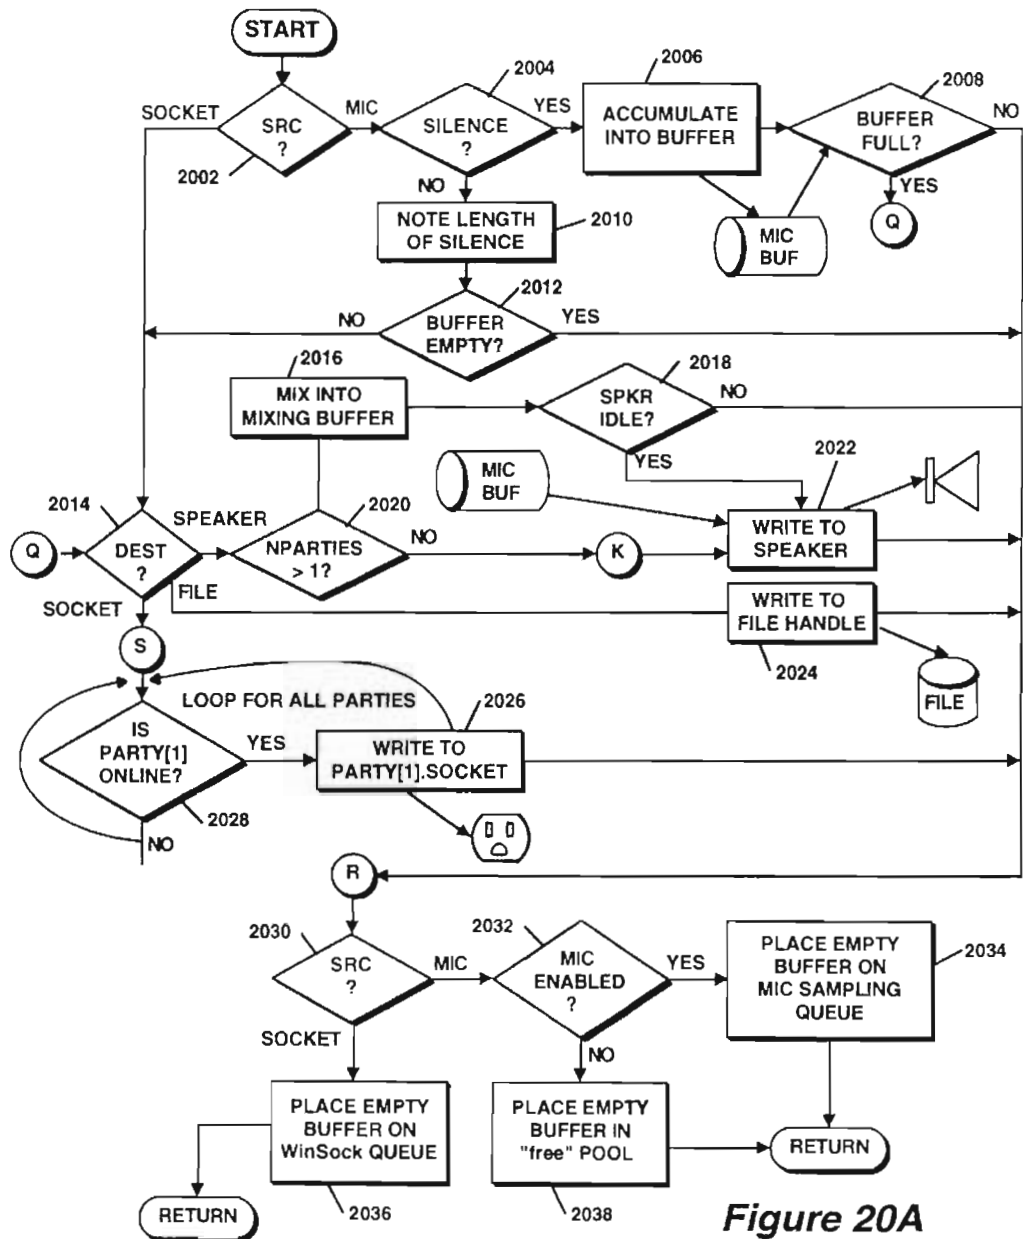 START
2004
2006
2008
SOCKET
MIC
YES
NO
SRC
?
SILENCE
?
ACCUMULATE
INTO BUFFER
BUFFER
FULL?
2002
NO
YES
Q
NOTE LENGTH
OF SILENCE
2010
MIC
BUF
2012
NO
BUFFER
EMPTY?
YES
2016
MIX INTO
MIXING BUFFER
2018
SPKR
IDLE?
NO
YES
MIC
BUF
2022
2014
SPEAKER
2020
Q
DEST
?
NPARTIES
> 1?
NO
K
WRITE TO
SPEAKER
FILE
SOCKET
WRITE TO
FILE HANDLE
S
2024
FILE
LOOP FOR ALL PARTIES
2026
IS
PARTY[1]
ONLINE?
YES
WRITE TO
PARTY[1].SOCKET
2028
NO
R
2030
2032
SRC
?
MIC
MIC
ENABLED
?
YES
PLACE EMPTY
BUFFER ON
MIC SAMPLING
QUEUE
2034
SOCKET
NO
PLACE EMPTY
BUFFER ON
WinSock QUEUE
PLACE EMPTY
BUFFER IN
"free" POOL
RETURN
2036
2038
RETURN
Figure 20A